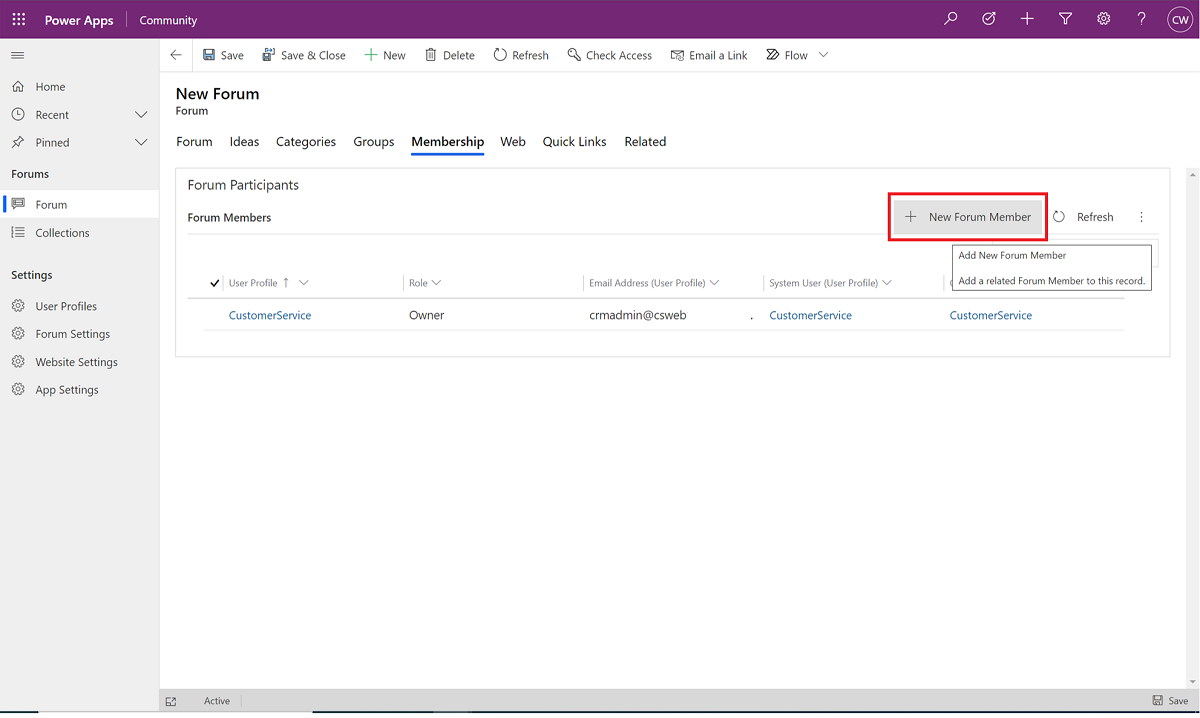 Power Apps Community CW
Save Save & Close New Delete Refresh Check Access Email a Link Flow
Home
Recent
Pinned
Forums
Forum
Collections
Settings
User Profiles
Forum Settings
Website Settings
App Settings
New Forum
Forum
Forum Ideas Categories Groups Membership Web Quick Links Related
Forum Participants
Forum Members New Forum Member Refresh
Add New Forum Member
Add a related Forum Member to this record.
User Profile Role Email Address (User Profile) System User (User Profile)
CustomerService Owner crmadmin@csweb . CustomerService CustomerService
Active Save